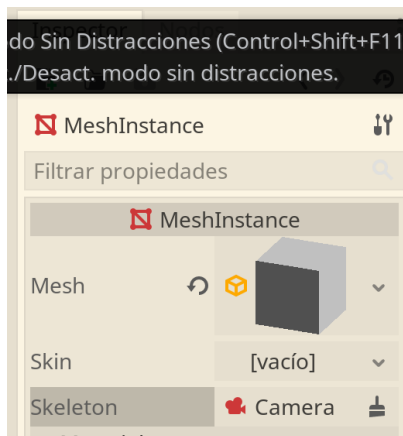 Inspector
do Sin Distracciones (Control+Shift+F11
./Desact. modo sin distracciones.
MeshInstance
Filtrar propiedades
MeshInstance
Mesh
Skin [vacío]
Skeleton Camera